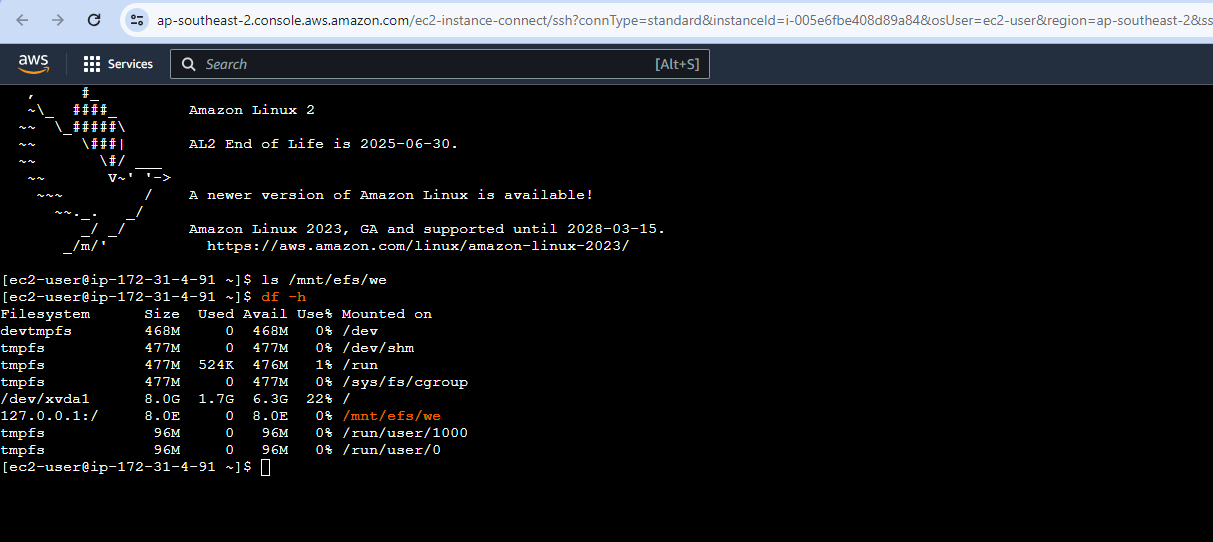 ap-southeast-2.console.aws.amazon.com/ec2-instance-connect/ssh?connType=standard&instanceId=i-005e6fbe408d89a84&osUser=ec2-user&region=ap-southeast-2&ss
aws Services Search [Alt+S]
   ,     #_
   ~\_  ####_        Amazon Linux 2
  ~~  \_#####\
  ~~     \###|       AL2 End of Life is 2025-06-30.
  ~~       \#/ ___
   ~~       V~' '->
    ~~~         /    A newer version of Amazon Linux is available!
      ~~._.   _/
         _/ _/       Amazon Linux 2023, GA and supported until 2028-03-15.
       _/m/'           https://aws.amazon.com/linux/amazon-linux-2023/
[ec2-user@ip-172-31-4-91 ~]$ ls /mnt/efs/we
[ec2-user@ip-172-31-4-91 ~]$ df -h
Filesystem      Size  Used Avail Use% Mounted on
devtmpfs        468M     0  468M   0% /dev
tmpfs           477M     0  477M   0% /dev/shm
tmpfs           477M  524K  476M   1% /run
tmpfs           477M     0  477M   0% /sys/fs/cgroup
/dev/xvda1      8.0G  1.7G  6.3G  22% /
127.0.0.1:/     8.0E     0  8.0E   0% /mnt/efs/we
tmpfs            96M     0   96M   0% /run/user/1000
tmpfs            96M     0   96M   0% /run/user/0
[ec2-user@ip-172-31-4-91 ~]$